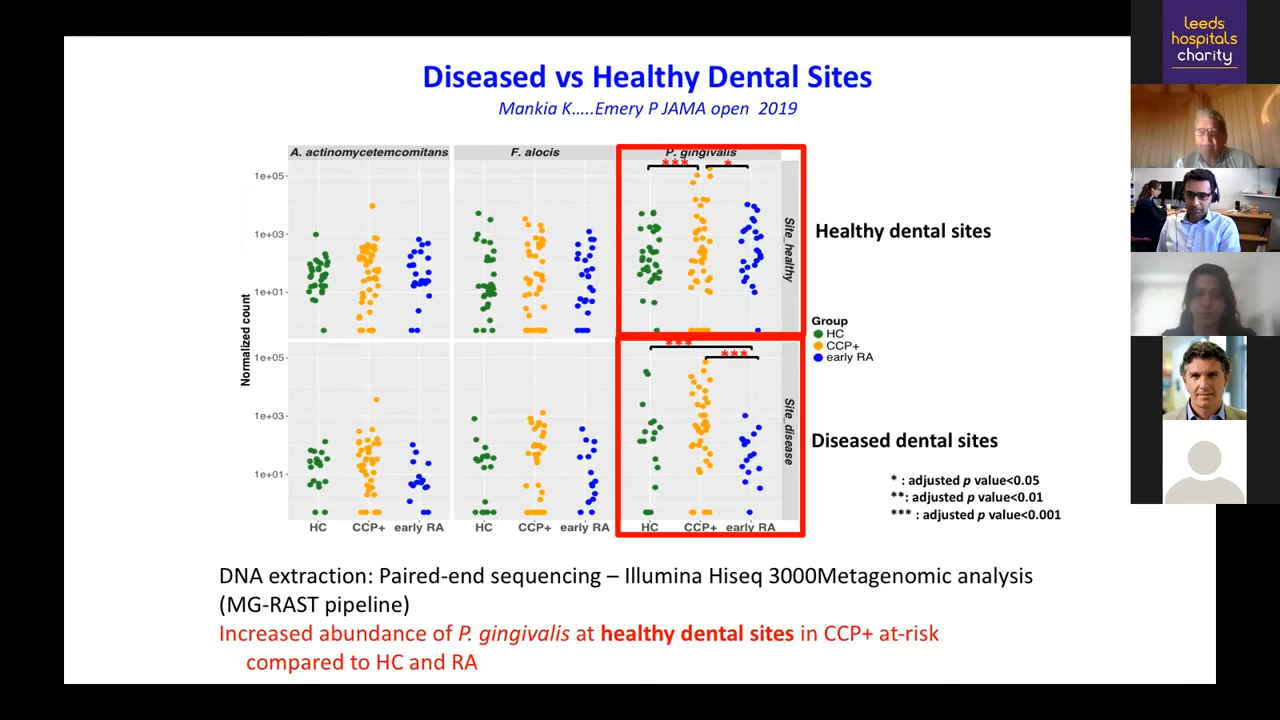 Diseased vs Healthy Dental Sites
Mankia K.....Emery P JAMA open 2019
leeds
hospitals
charity
A. actinomycetemcomitans
F. alocis
P. gingivalis
*** *
1e+05
1e+03
1e+01
Site_healthy
Healthy dental sites
Normalized count
Group
HC
CCP+
early RA
*** ***
1e+05
1e+03
1e+01
Site_disease
Diseased dental sites
* : adjusted p value<0.05
**: adjusted p value<0.01
*** : adjusted p value<0.001
HC CCP+ early RA HC CCP+ early RA HC CCP+ early RA
DNA extraction: Paired-end sequencing – Illumina Hiseq 3000Metagenomic analysis
(MG-RAST pipeline)
Increased abundance of P. gingivalis at healthy dental sites in CCP+ at-risk
compared to HC and RA